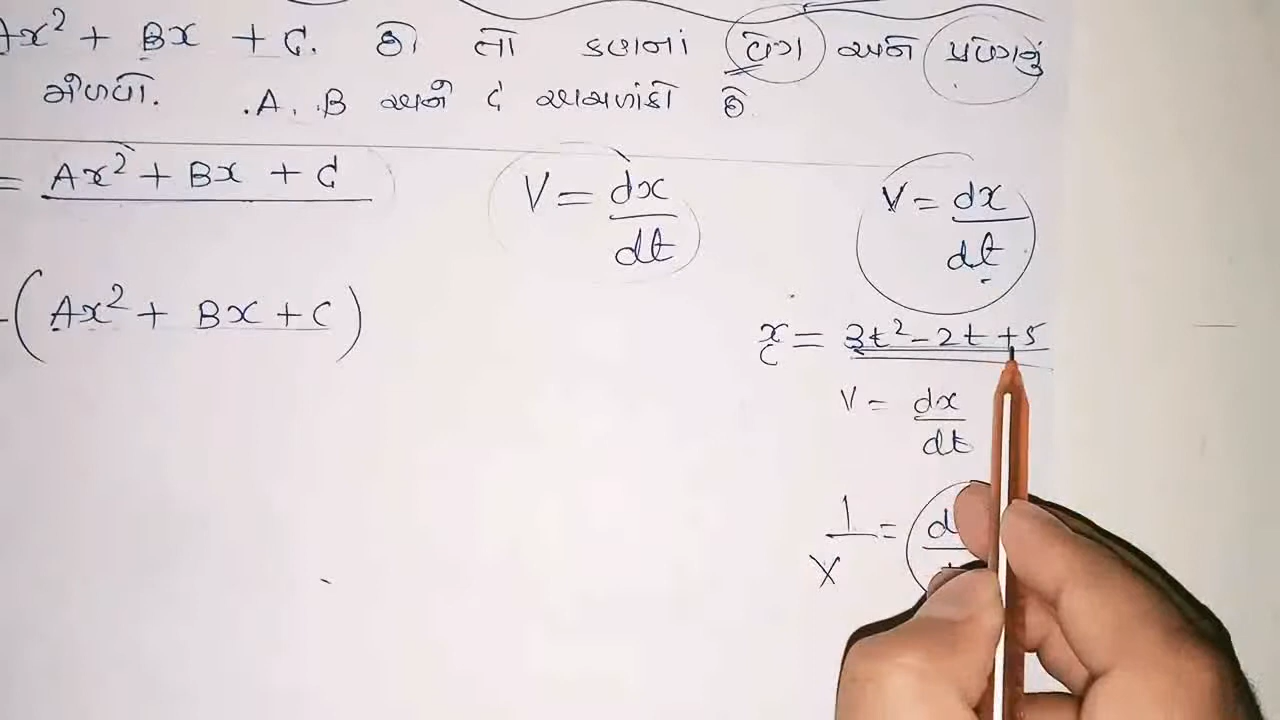 Ax² + Bx + C. હોય તો કણનાં વેગ અને પ્રવેગનું
મેળવો. .A, .B અને C અચળાંકો છે.
= Ax² + Bx + C
V = dx/dt
V = dx/dt
(Ax² + Bx + C)
x = 3t² - 2t + 5
V = dx/dt
1/V = d